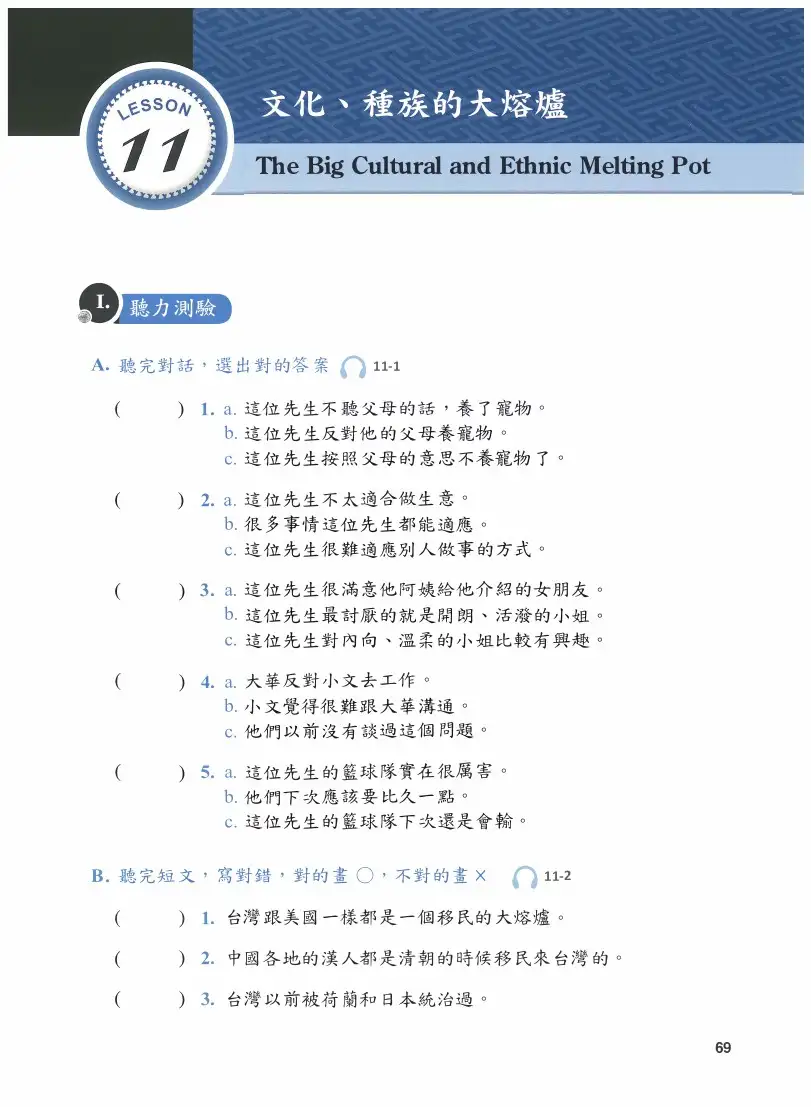 LESSON
11
文化、種族的大熔爐
The Big Cultural and Ethnic Melting Pot
I. 聽力測驗
A. 聽完對話，選出對的答案 11-1
(　　) 1. a. 這位先生不聽父母的話，養了寵物。
b. 這位先生反對他的父母養寵物。
c. 這位先生按照父母的意思不養寵物了。
(　　) 2. a. 這位先生不太適合做生意。
b. 很多事情這位先生都能適應。
c. 這位先生很難適應別人做事的方式。
(　　) 3. a. 這位先生很滿意他阿姨給他介紹的女朋友。
b. 這位先生最討厭的就是開朗、活潑的小姐。
c. 這位先生對內向、溫柔的小姐比較有興趣。
(　　) 4. a. 大華反對小文去工作。
b. 小文覺得很難跟大華溝通。
c. 他們以前沒有談過這個問題。
(　　) 5. a. 這位先生的籃球隊實在很厲害。
b. 他們下次應該要比久一點。
c. 這位先生的籃球隊下次還是會輸。
B. 聽完短文，寫對錯，對的畫○，不對的畫× 11-2
(　　) 1. 台灣跟美國一樣都是一個移民的大熔爐。
(　　) 2. 中國各地的漢人都是清朝的時候移民來台灣的。
(　　) 3. 台灣以前被荷蘭和日本統治過。
69